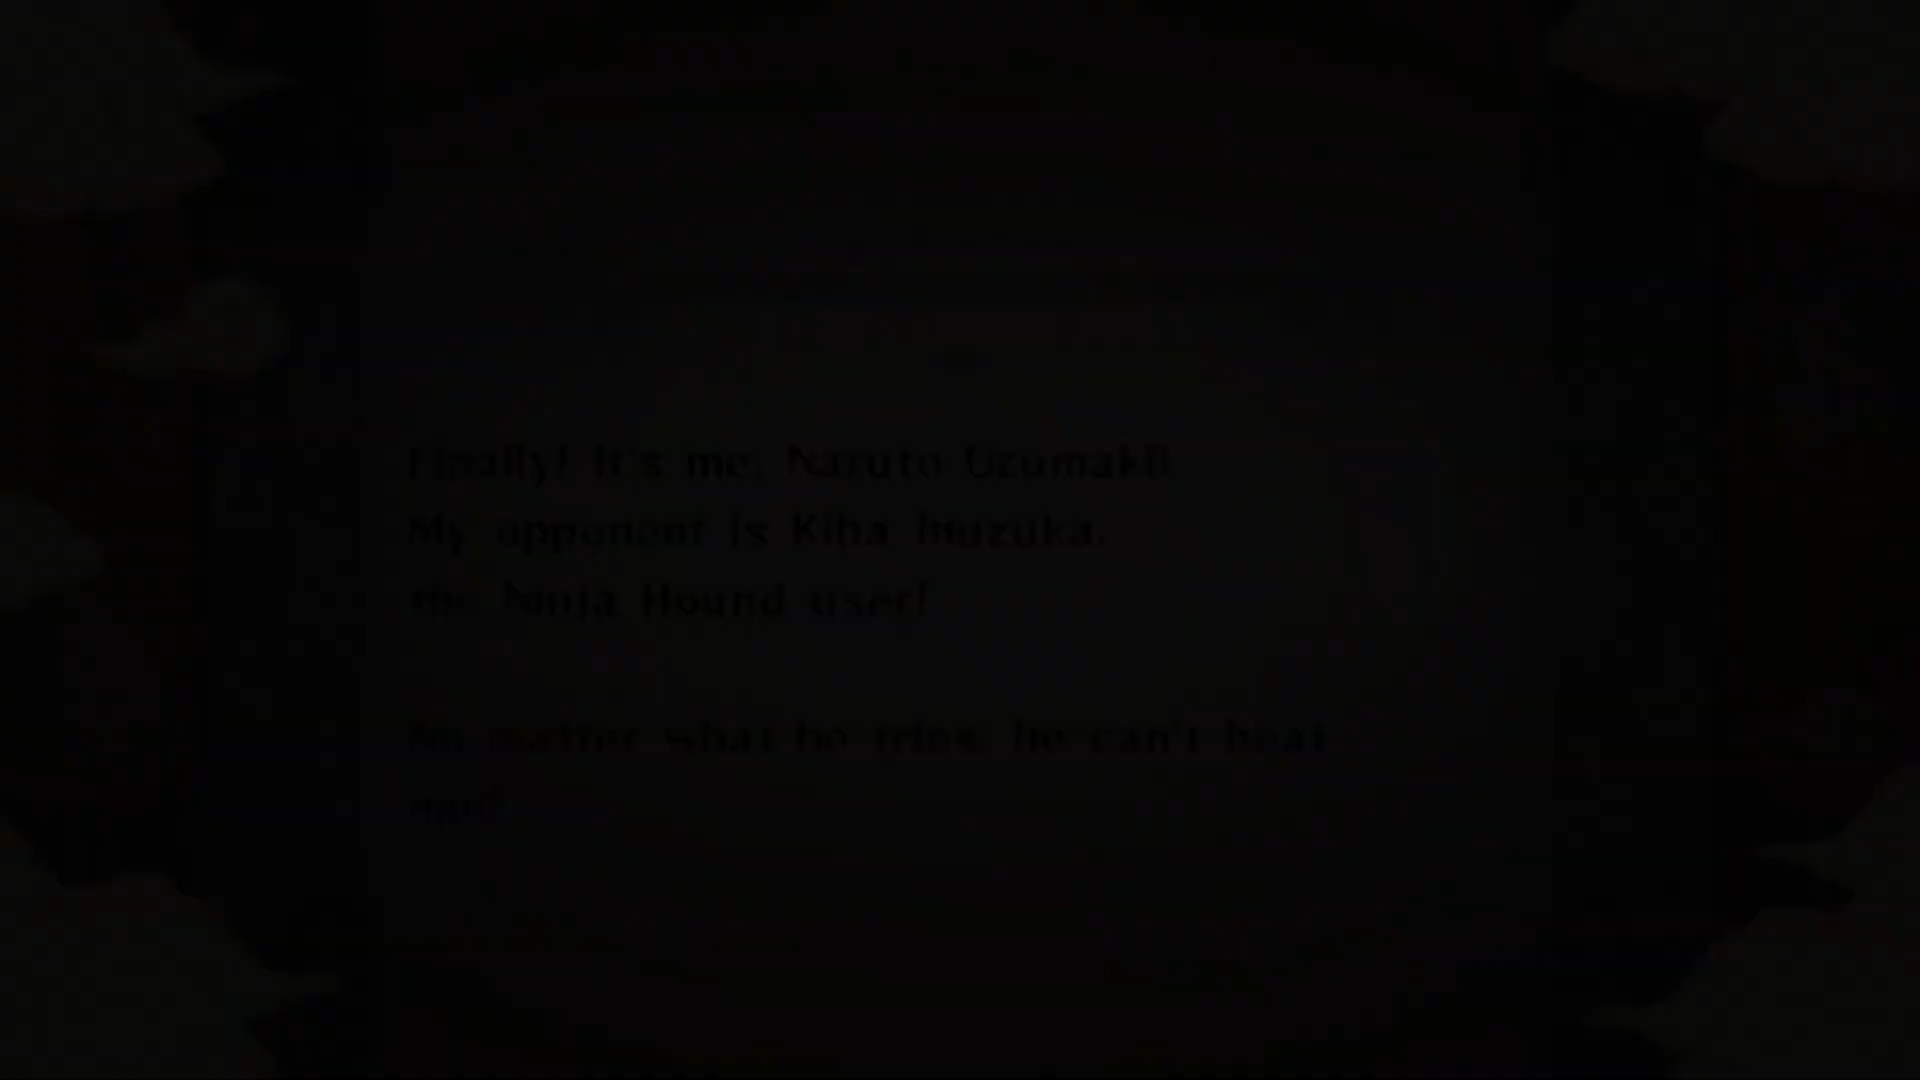 Finally! It's me, Naruto Uzumaki!
My opponent is Kiba Inuzuka,
the Ninja Hound user!
No matter what he tries, he can't beat
me!!